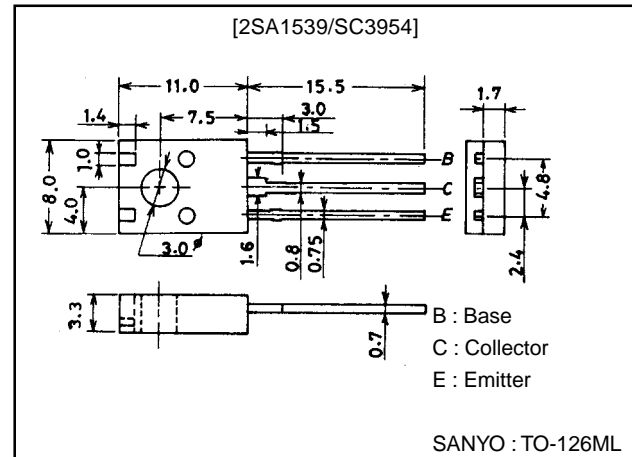 [2SA1539/SC3954]
11.0
15.5
1.7
1.4
7.5
3.0
1.5
1.0
8.0
4.0
B
C
E
4.8
2.4
3.0 ø
1.6
0.8
0.75
3.3
0.7
B : Base
C : Collector
E : Emitter
SANYO : TO-126ML